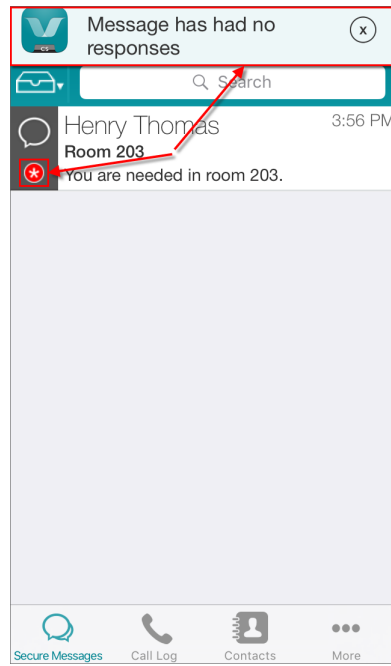 CS
Message has had no
responses
x
Search
Henry Thomas
3:56 PM
Room 203
You are needed in room 203.
Secure Messages
Call Log
Contacts
More